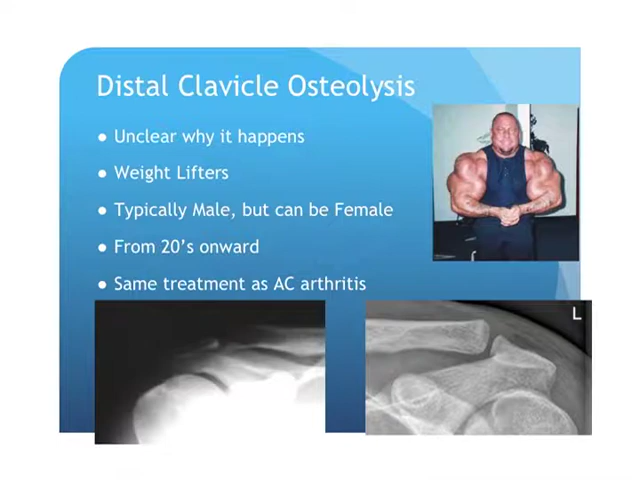 Distal Clavicle Osteolysis
● Unclear why it happens
● Weight Lifters
● Typically Male, but can be Female
● From 20's onward
● Same treatment as AC arthritis
L